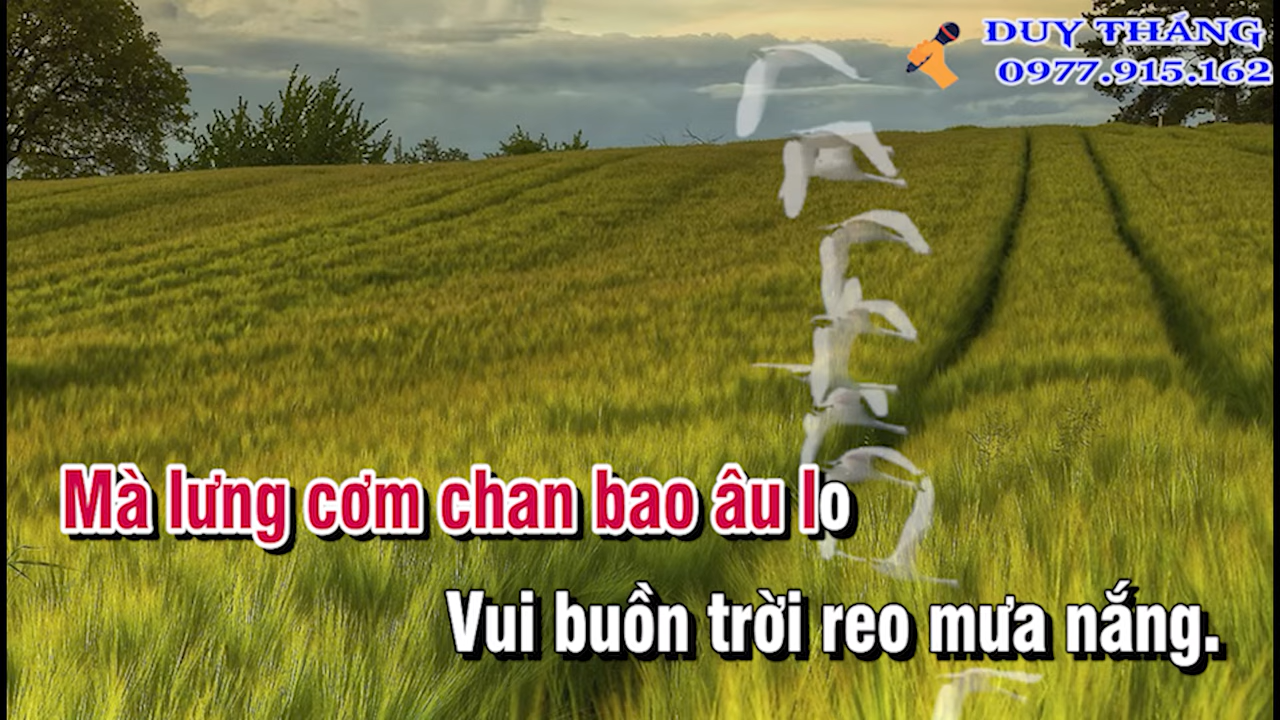 DUY THẮNG
0977.915.162
Mà lưng cơm chan bao âu lo
Vui buồn trời reo mưa nắng.